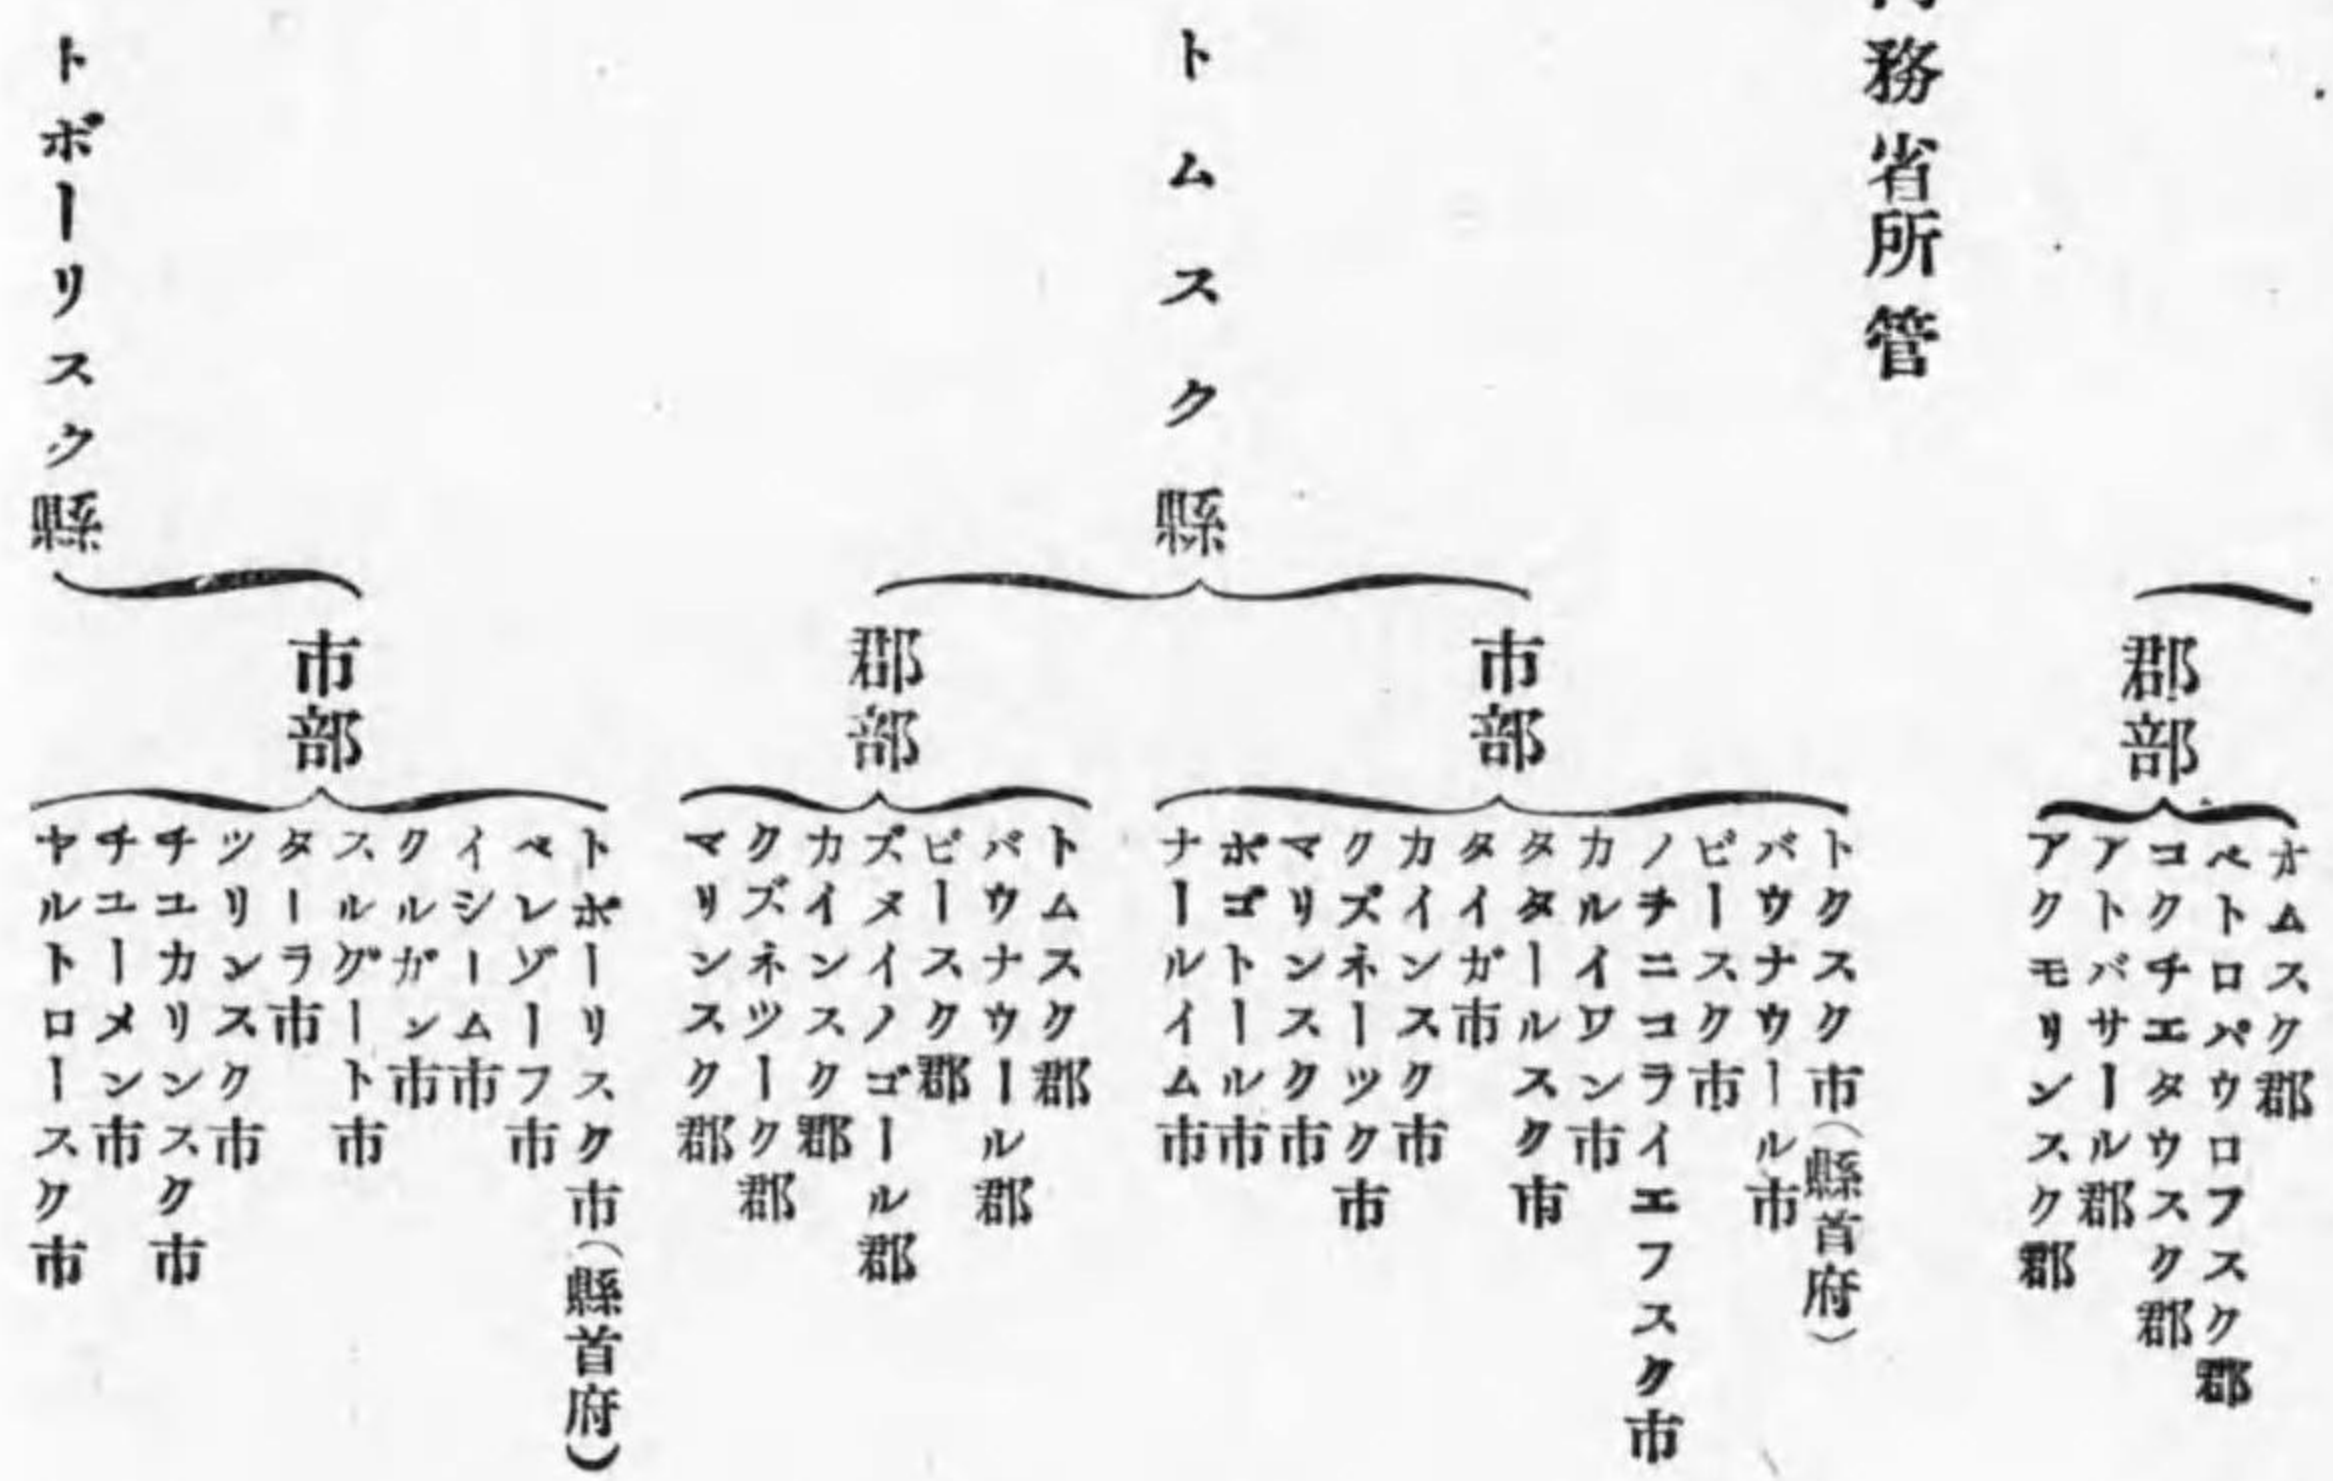 郡部
オムスク郡
ペトロパウロフスク郡
コクチエタウスク郡
アトバサール郡
アクモリンスク郡
務省所管
トムスク縣
市部
トクスク市(縣首府)
バウナウール市
ビースク市
ノチニコライエフスク市
カルイワン市
タタールスク市
タイガ市
カインスク市
クズネーツク市
マリンスク市
ボゴトール市
ナールイム市
郡部
トムスク郡
バウナウール郡
ビースク郡
ズメイノゴール郡
カインスク郡
クズネツーク郡
マリンスク郡
トボーリスク縣
市部
トボーリスク市(縣首府)
ベレゾーフ市
イシーム市
クルガン市
スルグート市
ターラ市
ツリンスク市
チユカリンスク市
チユーメン市
ヤルトロースク市